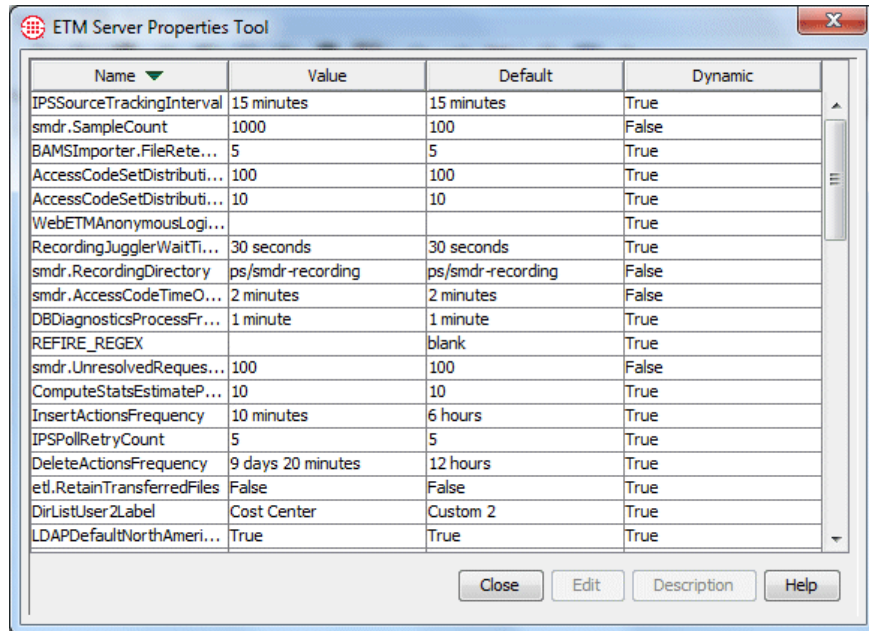 ETM Server Properties Tool
Name Value Default Dynamic
IPSSourceTrackingInterval 15 minutes 15 minutes True
smdr.SampleCount 1000 100 False
BAMSImporter.FileRete... 5 5 True
AccessCodeSetDistributi... 100 100 True
AccessCodeSetDistributi... 10 10 True
WebETMAnonymousLogi... True
RecordingJugglerWaitTi... 30 seconds 30 seconds True
smdr.RecordingDirectory ps/smdr-recording ps/smdr-recording False
smdr.AccessCodeTimeO... 2 minutes 2 minutes False
DBDiagnosticsProcessFr... 1 minute 1 minute True
REFIRE_REGEX blank True
smdr.UnresolvedReques... 100 100 False
ComputeStatsEstimateP... 10 10 True
InsertActionsFrequency 10 minutes 6 hours True
IPSPollRetryCount 5 5 True
DeleteActionsFrequency 9 days 20 minutes 12 hours True
etl.RetainTransferredFiles False False True
DirListUser2Label Cost Center Custom 2 True
LDAPDefaultNorthAmeri... True True True
Close Edit Description Help